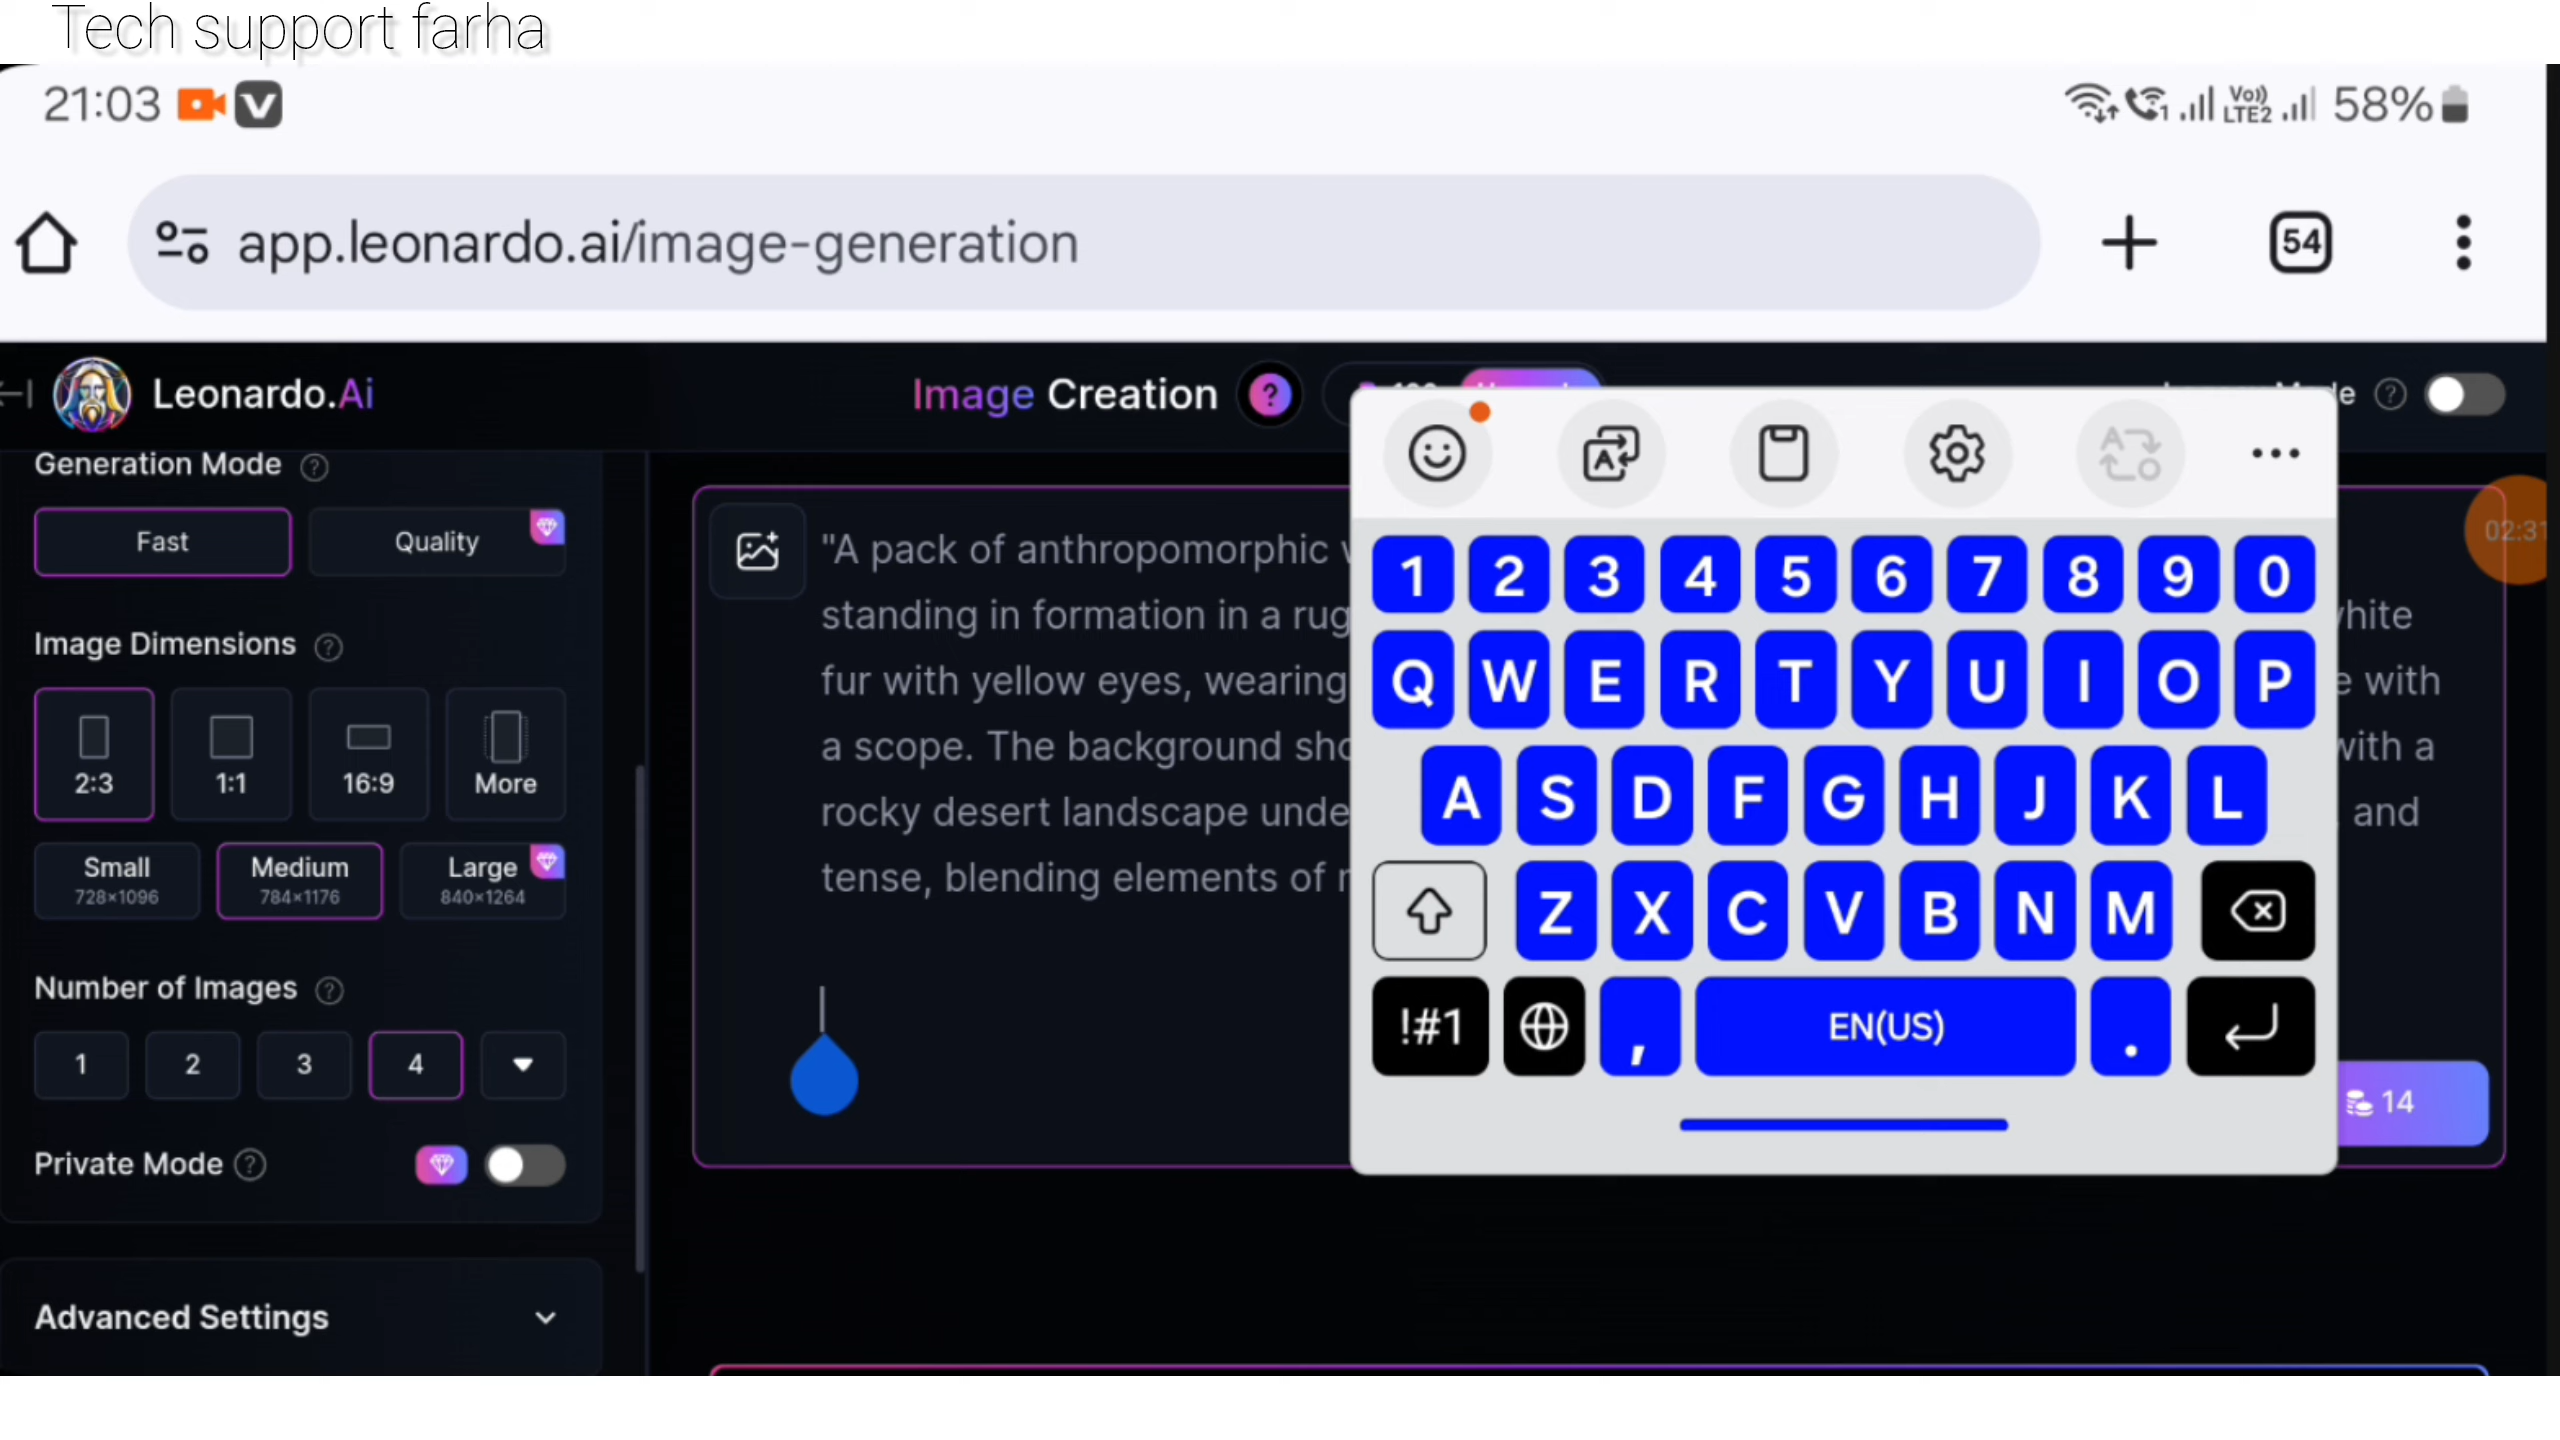 Tech support farha
21:03
Vo)) LTE2 58%
app.leonardo.ai/image-generation
54
Leonardo.Ai
Image Creation ?
?
Generation Mode ?
Fast
Quality
Image Dimensions ?
2:3
1:1
16:9
More
Small
728×1096
Medium
784×1176
Large
840×1264
Number of Images ?
1
2
3
4
Private Mode ?
Advanced Settings
"A pack of anthropomorphic
standing in formation in a
fur with yellow eyes, wearing
e with
a scope. The background
with a
rocky desert landscape
and
tense, blending elements of
02:31
1 2 3 4 5 6 7 8 9 0
Q W E R T Y U I O P
A S D F G H J K L
Z X C V B N M
!#1 , EN(US) .
14